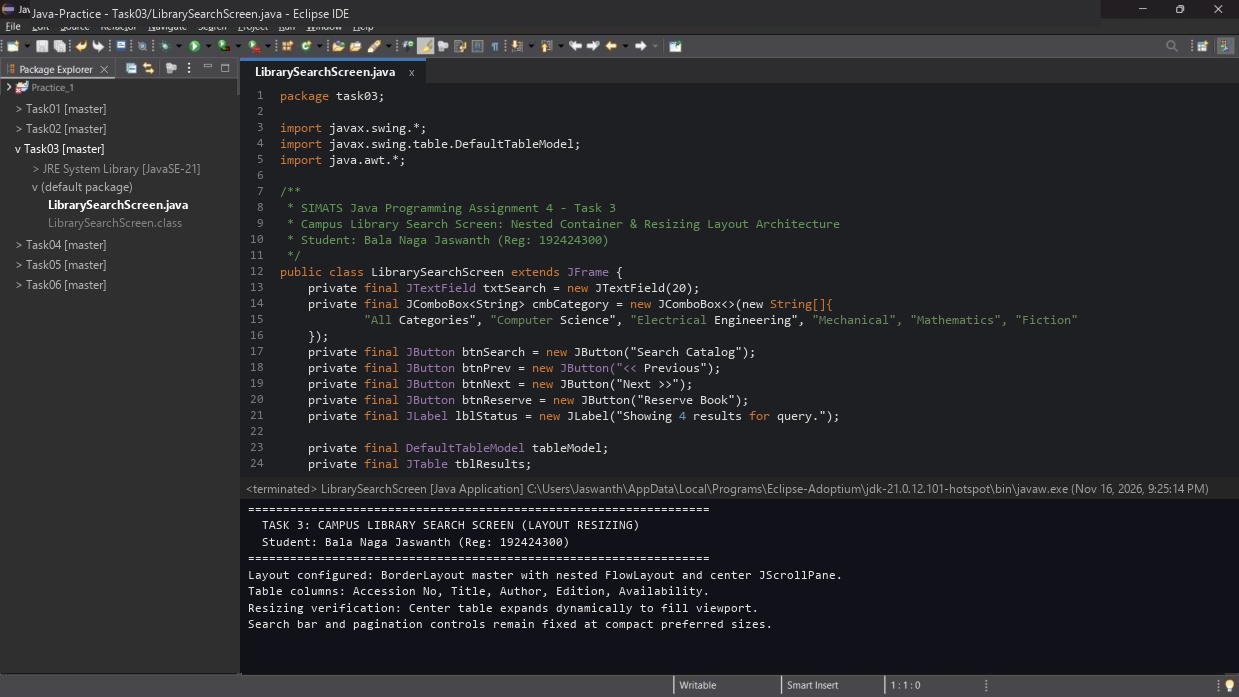 Jav Java-Practice - Task03/LibrarySearchScreen.java - Eclipse IDE
File Edit Source Refactor Navigate Search Project Run Window Help
Package Explorer
Practice_1
> Task01 [master]
> Task02 [master]
v Task03 [master]
> JRE System Library [JavaSE-21]
v (default package)
LibrarySearchScreen.java
LibrarySearchScreen.class
> Task04 [master]
> Task05 [master]
> Task06 [master]
LibrarySearchScreen.java x
1 package task03;
2
3 import javax.swing.*;
4 import javax.swing.table.DefaultTableModel;
5 import java.awt.*;
6
7 /**
8 * SIMATS Java Programming Assignment 4 - Task 3
9 * Campus Library Search Screen: Nested Container & Resizing Layout Architecture
10 * Student: Bala Naga Jaswanth (Reg: 192424300)
11 */
12 public class LibrarySearchScreen extends JFrame {
13 private final JTextField txtSearch = new JTextField(20);
14 private final JComboBox<String> cmbCategory = new JComboBox<>(new String[]{
15 "All Categories", "Computer Science", "Electrical Engineering", "Mechanical", "Mathematics", "Fiction"
16 });
17 private final JButton btnSearch = new JButton("Search Catalog");
18 private final JButton btnPrev = new JButton("<< Previous");
19 private final JButton btnNext = new JButton("Next >>");
20 private final JButton btnReserve = new JButton("Reserve Book");
21 private final JLabel lblStatus = new JLabel("Showing 4 results for query.");
22
23 private final DefaultTableModel tableModel;
24 private final JTable tblResults;
<terminated> LibrarySearchScreen [Java Application] C:\Users\Jaswanth\AppData\Local\Programs\Eclipse-Adoptium\jdk-21.0.12.101-hotspot\bin\javaw.exe (Nov 16, 2026, 9:25:14 PM)
==================================================================
TASK 3: CAMPUS LIBRARY SEARCH SCREEN (LAYOUT RESIZING)
Student: Bala Naga Jaswanth (Reg: 192424300)
==================================================================
Layout configured: BorderLayout master with nested FlowLayout and center JScrollPane.
Table columns: Accession No, Title, Author, Edition, Availability.
Resizing verification: Center table expands dynamically to fill viewport.
Search bar and pagination controls remain fixed at compact preferred sizes.
Writable
Smart Insert
1 : 1 : 0